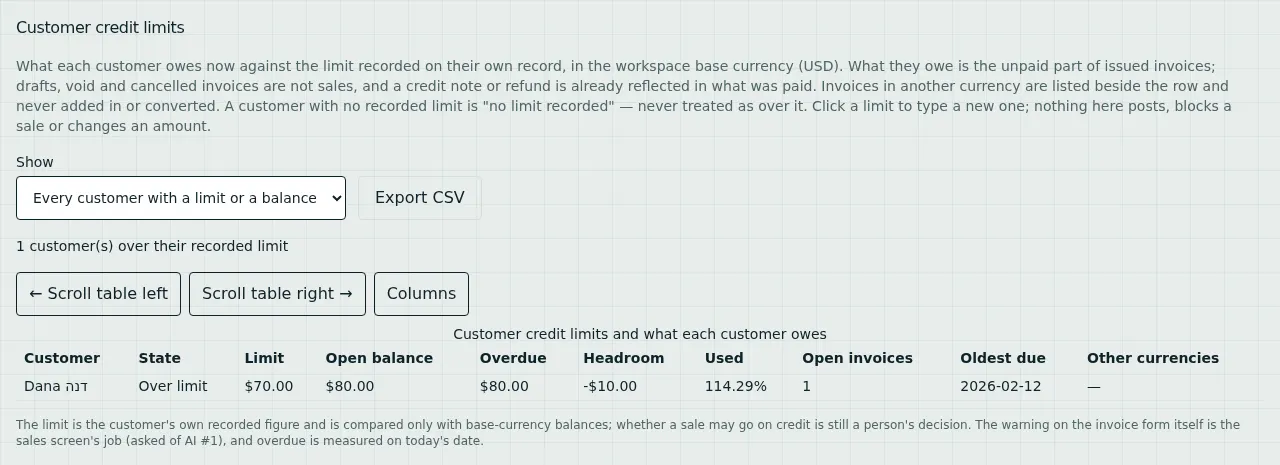 Customer credit limits
What each customer owes now against the limit recorded on their own record, in the workspace base currency (USD). What they owe is the unpaid part of issued invoices;
drafts, void and cancelled invoices are not sales, and a credit note or refund is already reflected in what was paid. Invoices in another currency are listed beside the row and
never added in or converted. A customer with no recorded limit is "no limit recorded" — never treated as over it. Click a limit to type a new one; nothing here posts, blocks a
sale or changes an amount.
Show
Every customer with a limit or a balance Export CSV
1 customer(s) over their recorded limit
← Scroll table left Scroll table right → Columns
Customer credit limits and what each customer owes
Customer State Limit Open balance Overdue Headroom Used Open invoices Oldest due Other currencies
Dana דנה Over limit $70.00 $80.00 $80.00 -$10.00 114.29% 1 2026-02-12 —
The limit is the customer's own recorded figure and is compared only with base-currency balances; whether a sale may go on credit is still a person's decision. The warning on the invoice form itself is the
sales screen's job (asked of AI #1), and overdue is measured on today's date.